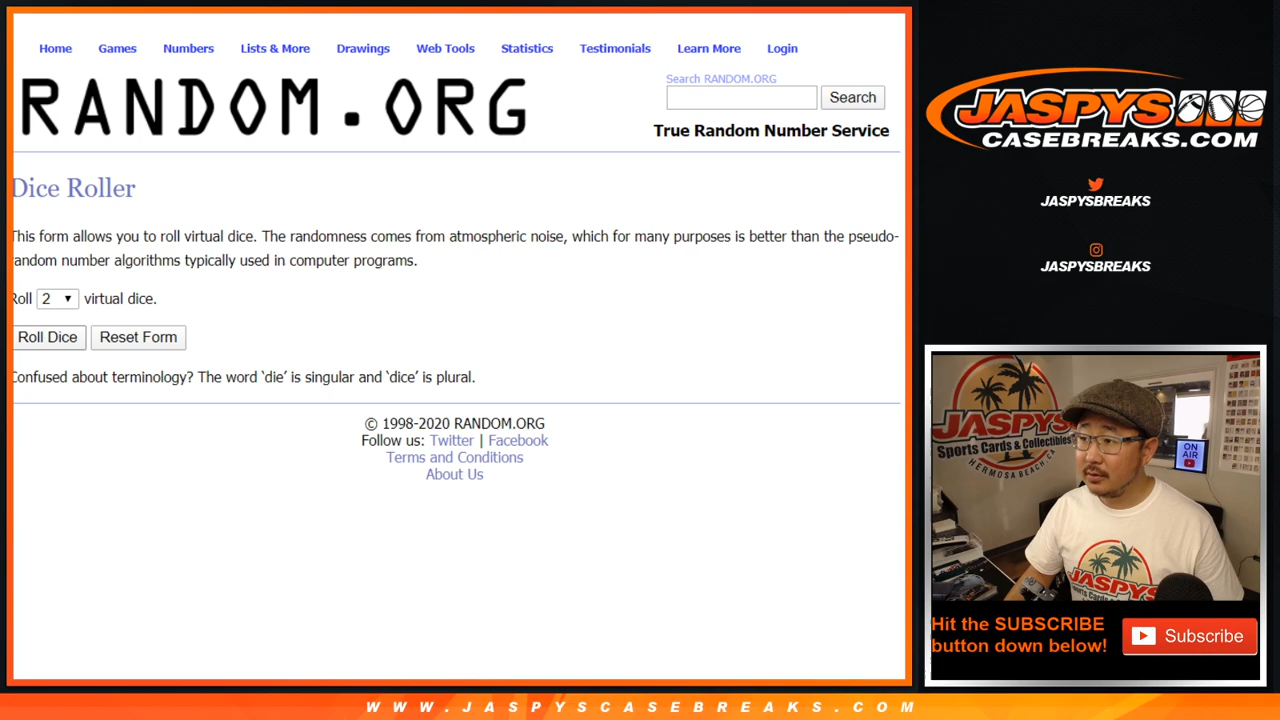 Home Games Numbers Lists & More Drawings Web Tools Statistics Testimonials Learn More Login
RANDOM.ORG
Search RANDOM.ORG
Search
True Random Number Service
Dice Roller
This form allows you to roll virtual dice. The randomness comes from atmospheric noise, which for many purposes is better than the pseudo-
random number algorithms typically used in computer programs.
Roll 2 virtual dice.
Roll Dice Reset Form
Confused about terminology? The word ‘die’ is singular and ‘dice’ is plural.
© 1998-2020 RANDOM.ORG
Follow us: Twitter | Facebook
Terms and Conditions
About Us
JASPYS
CASEBREAKS.COM
JASPYSBREAKS
JASPYSBREAKS
JASPYS
Sports Cards & Collectibles
HERMOSA BEACH, CA
ON
AIR
JASPYS
Hit the SUBSCRIBE
button down below!
Subscribe
WWW.JASPYSCASEBREAKS.COM